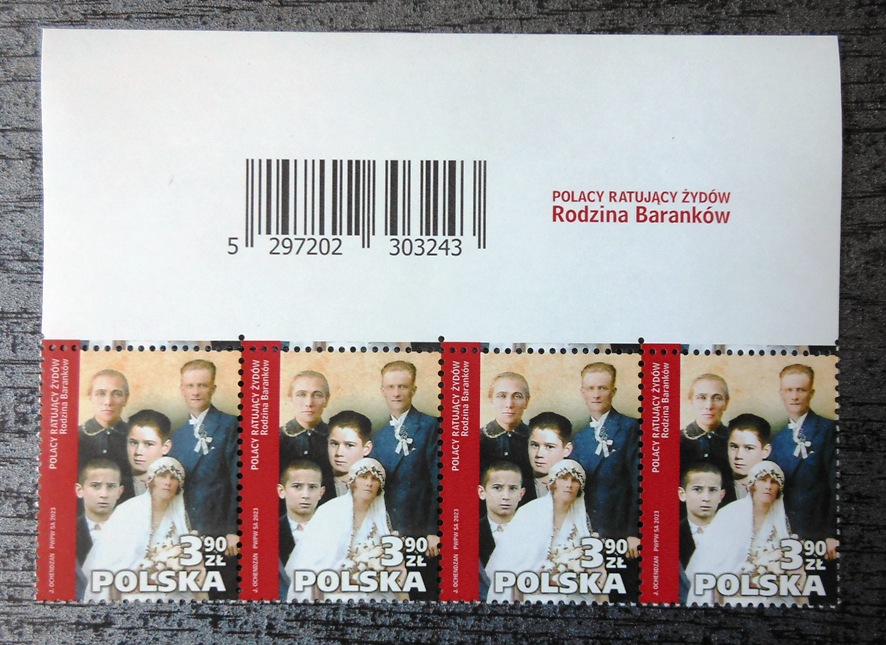 5 297202 303243
POLACY RATUJĄCY ŻYDÓW
Rodzina Baranków
POLACY RATUJĄCY ŻYDÓW
Rodzina Baranków
J. OCHENDZAN PWPW SA 2023
3,90 ZŁ
POLSKA
POLACY RATUJĄCY ŻYDÓW
Rodzina Baranków
J. OCHENDZAN PWPW SA 2023
3,90 ZŁ
POLSKA
POLACY RATUJĄCY ŻYDÓW
Rodzina Baranków
J. OCHENDZAN PWPW SA 2023
3,90 ZŁ
POLSKA
POLACY RATUJĄCY ŻYDÓW
Rodzina Baranków
J. OCHENDZAN PWPW SA 2023
3,90 ZŁ
POLSKA